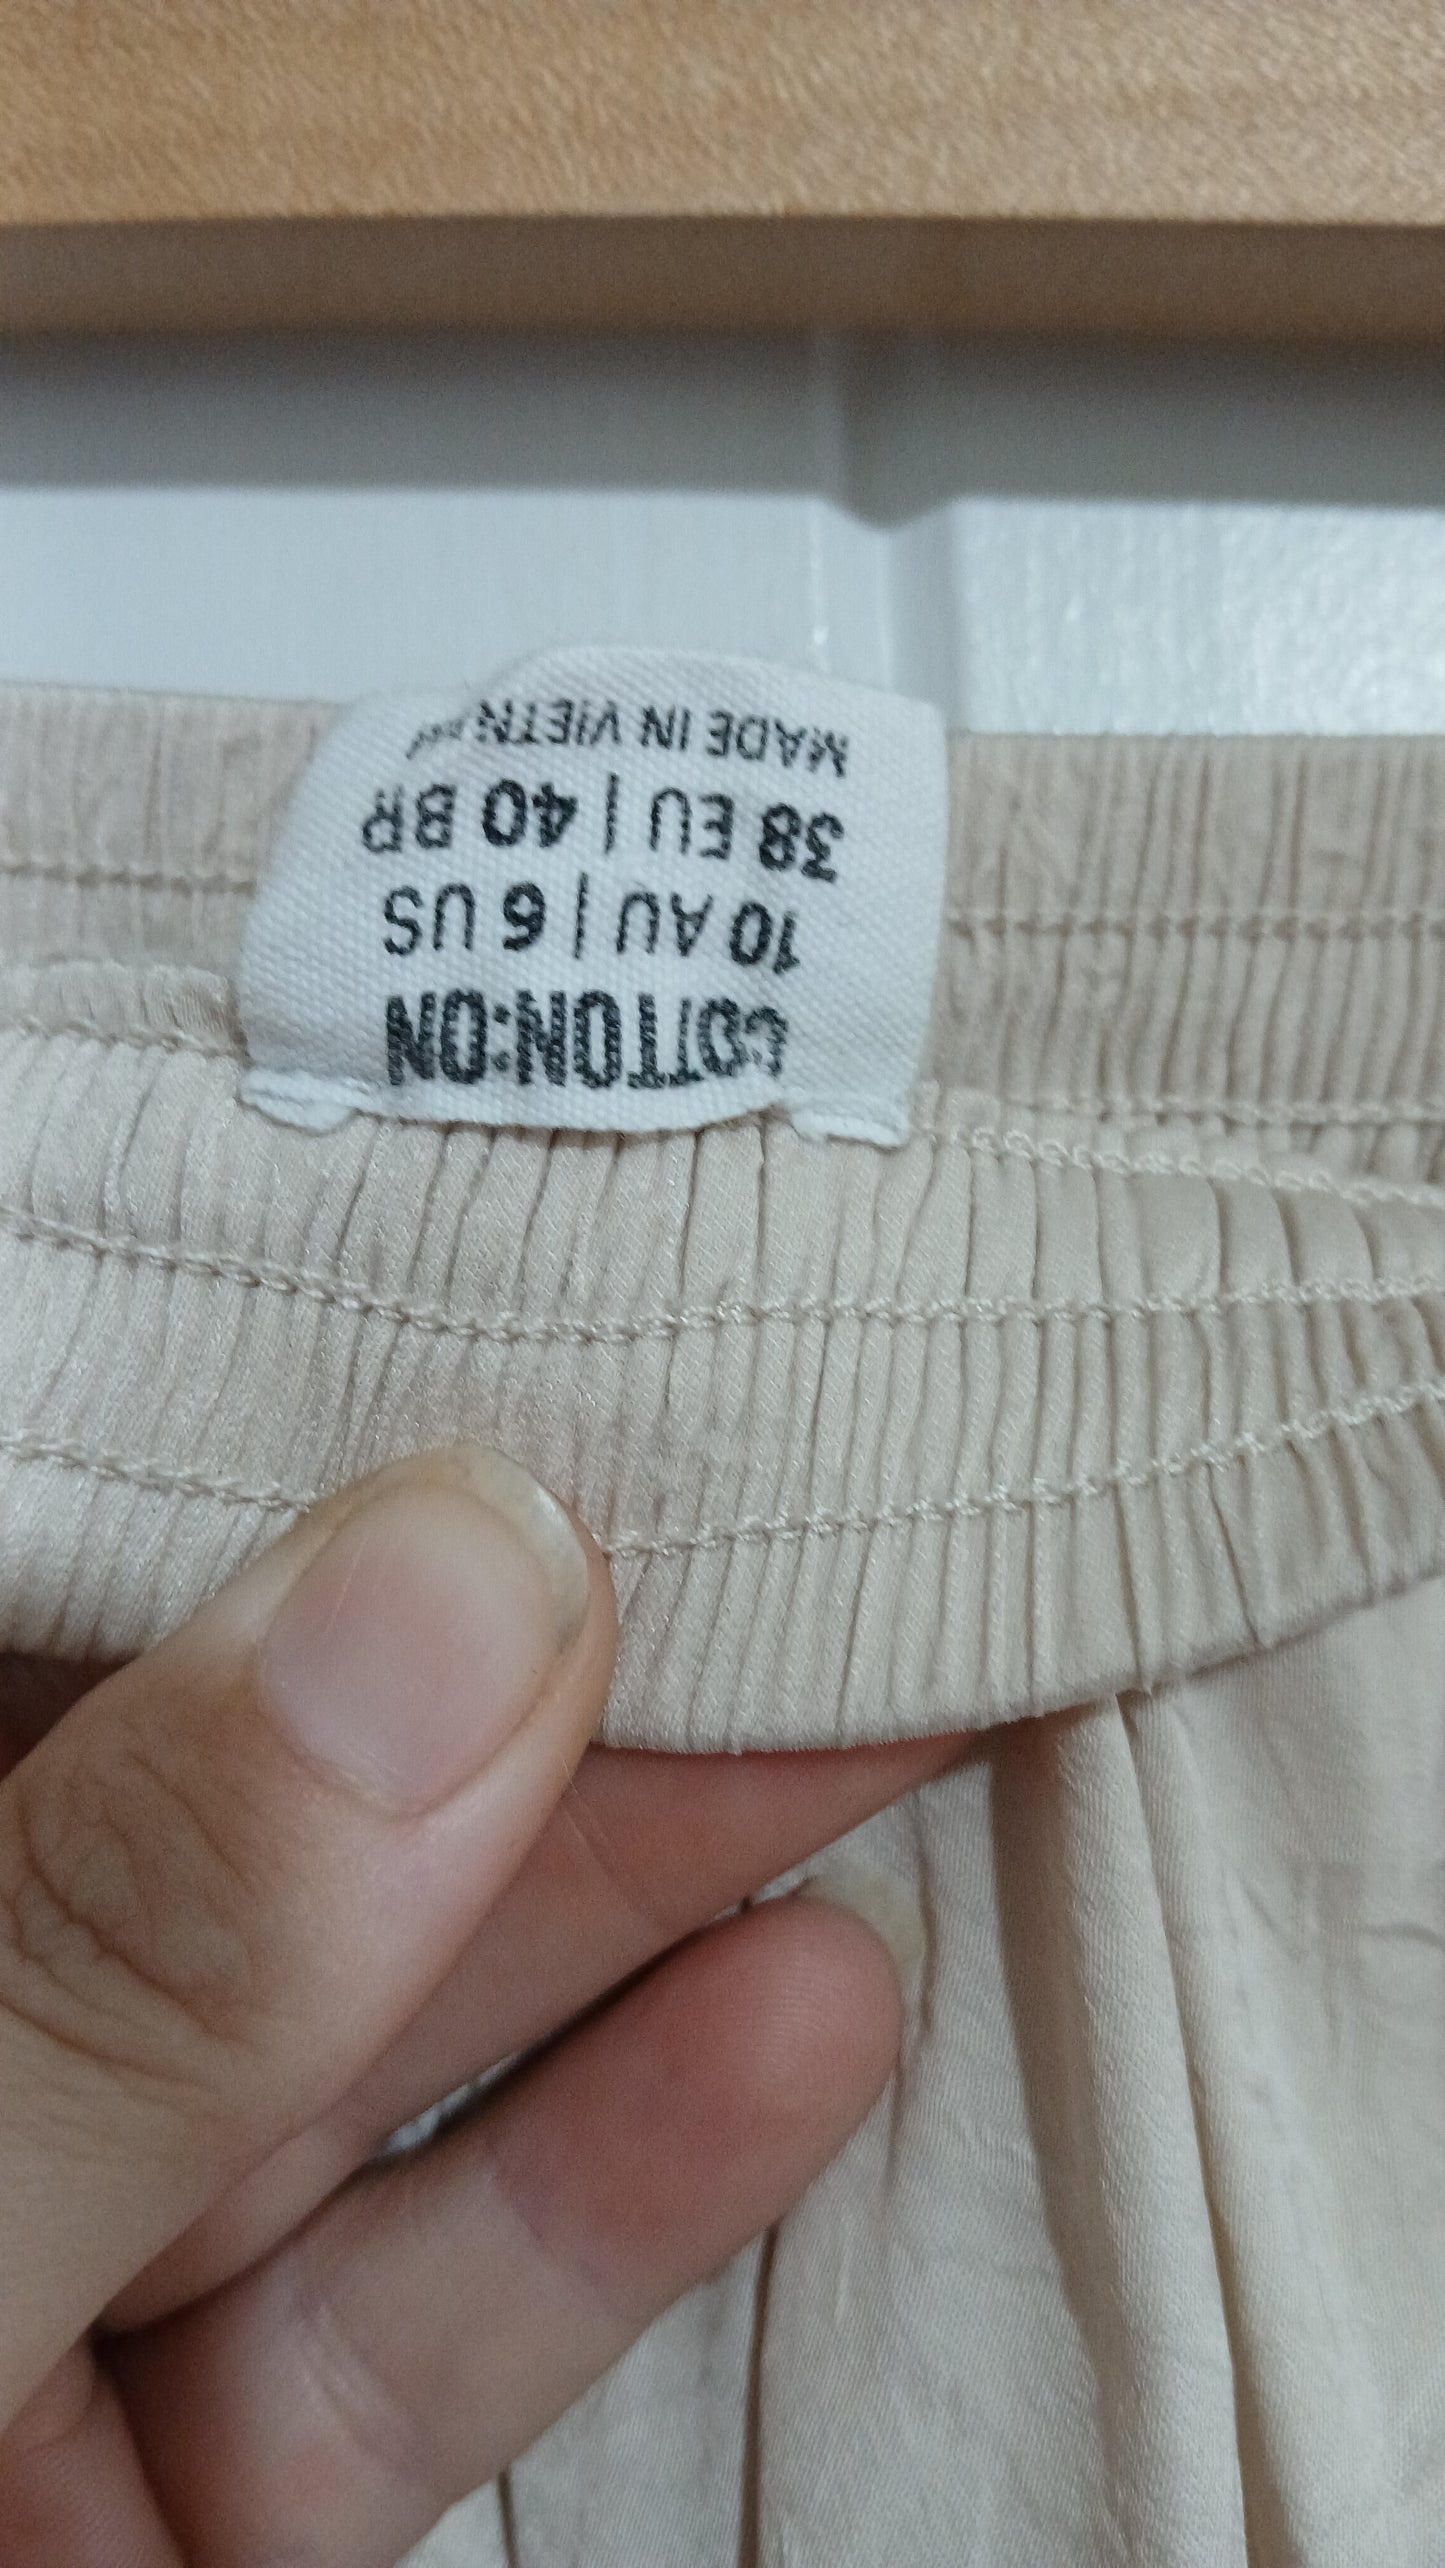 COTTON:ON
10 AU | 6 US
38 EU | 40 BR
MADE IN VIETNAM